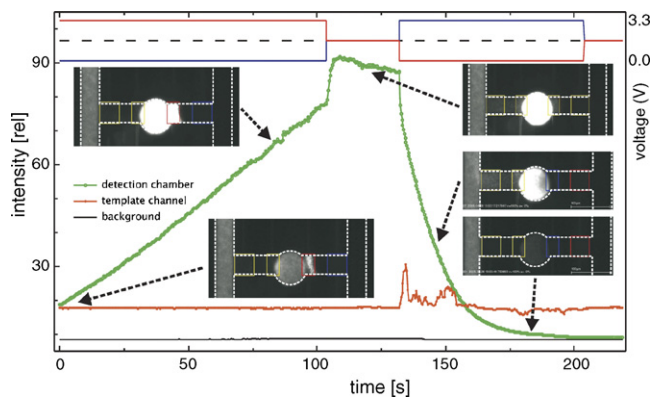 3.3
0.0
voltage (V)
90
60
30
intensity [rel]
detection chamber
template channel
background
0
50
100
150
200
time [s]